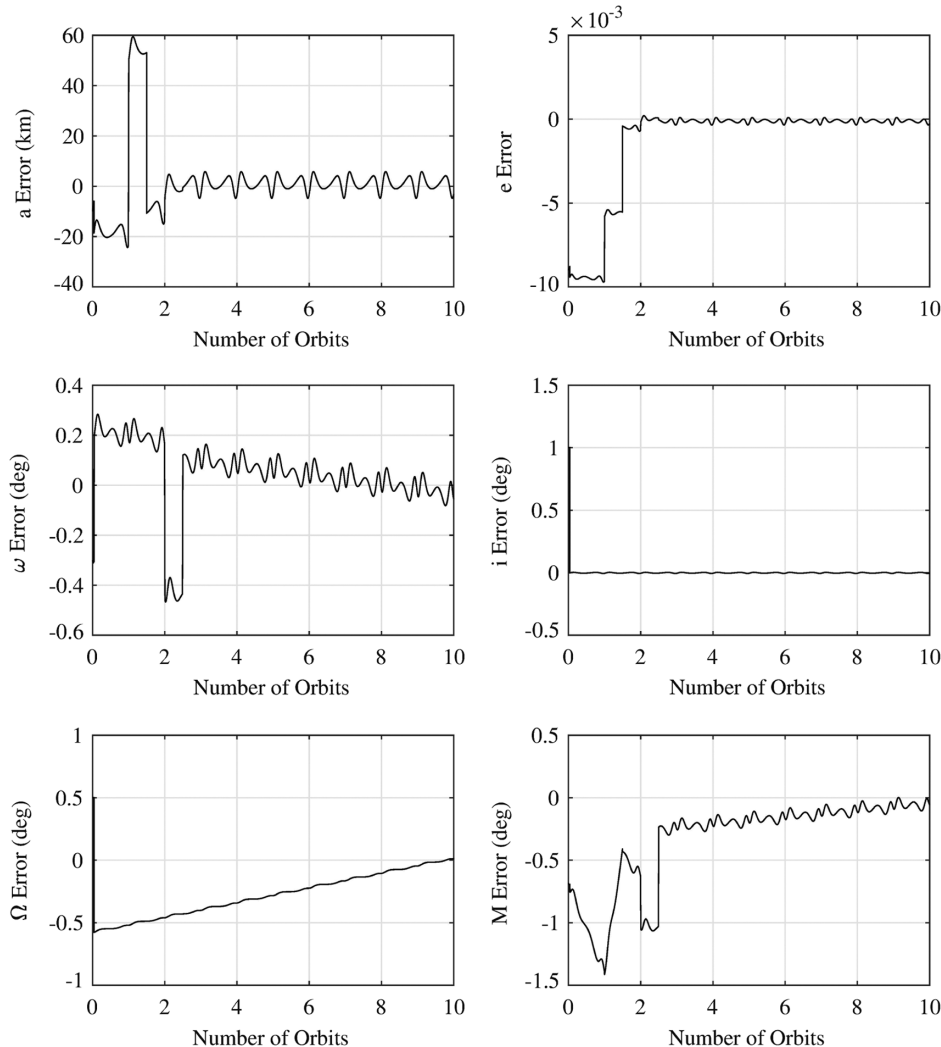 60
40
20
0
-20
-40
a Error (km)
0 2 4 6 8 10
Number of Orbits
×10⁻³
5
0
-5
-10
e Error
0 2 4 6 8 10
Number of Orbits
0.4
0.2
0
-0.2
-0.4
-0.6
ω Error (deg)
0 2 4 6 8 10
Number of Orbits
1.5
1
0.5
0
-0.5
i Error (deg)
0 2 4 6 8 10
Number of Orbits
1
0.5
0
-0.5
-1
Ω Error (deg)
0 2 4 6 8 10
Number of Orbits
0.5
0
-0.5
-1
-1.5
M Error (deg)
0 2 4 6 8 10
Number of Orbits